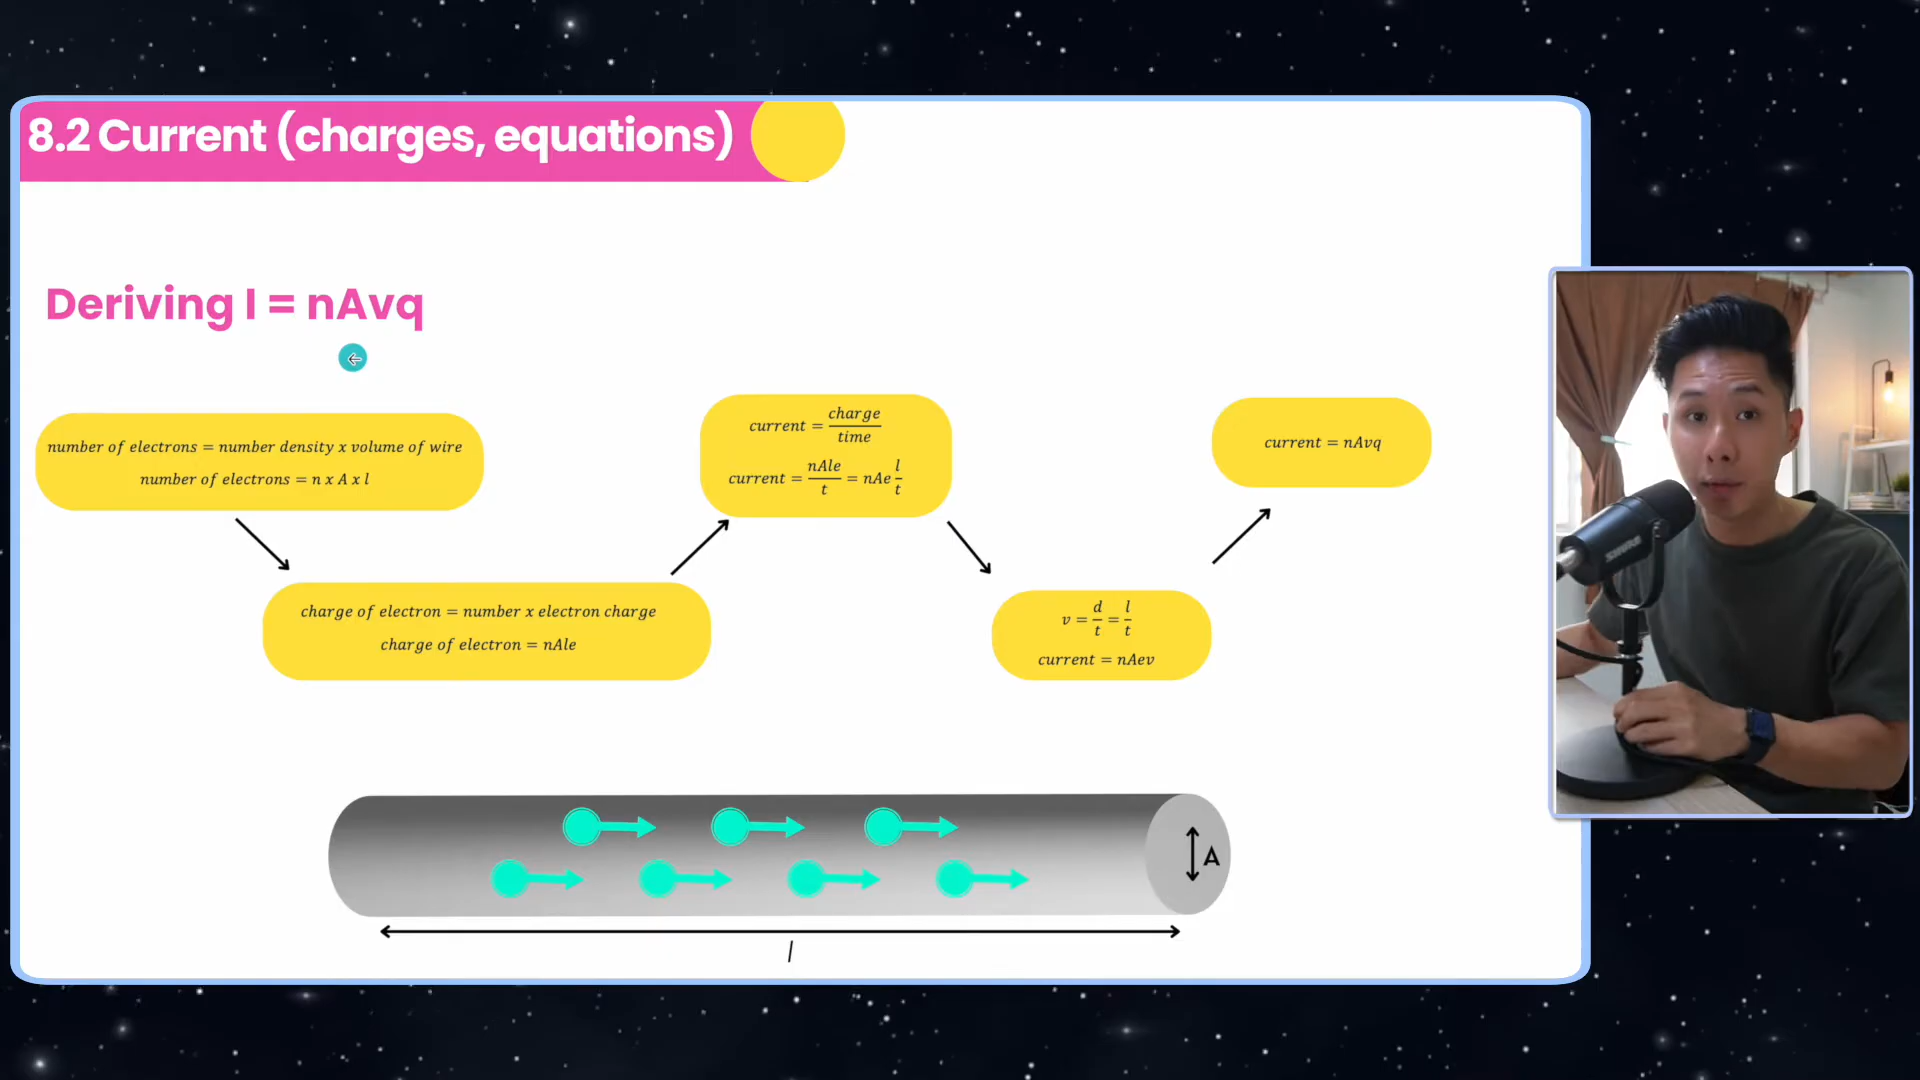 8.2 Current (charges, equations)
Deriving I = nAvq
number of electrons = number density x volume of wire
number of electrons = n x A x l
charge of electron = number x electron charge
charge of electron = nAle
current = charge/time
current = nAle/t = nAe l/t
v = d/t = l/t
current = nAev
current = nAvq
A
l
SHURE